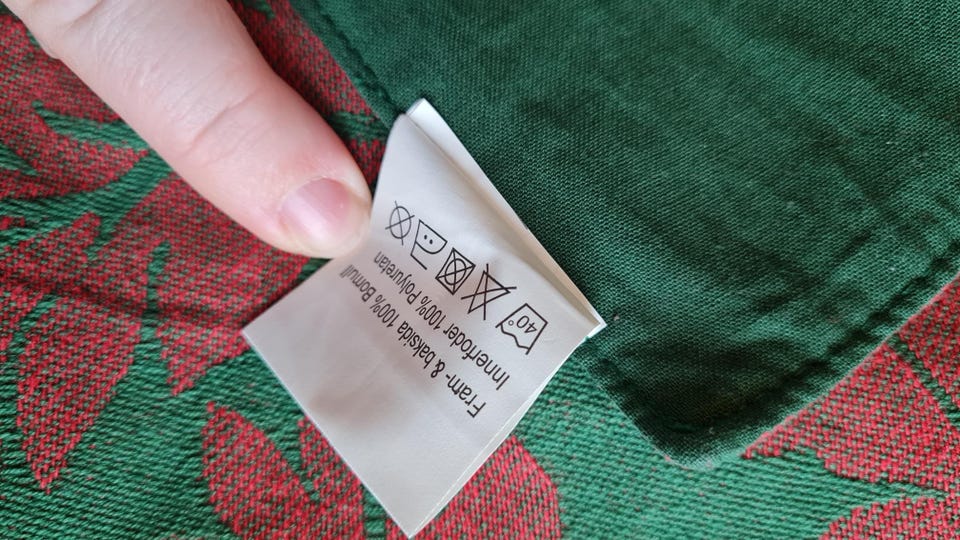 Fram- & baksida 100% Bomull
Innerfoder 100% Polyuretan
40°